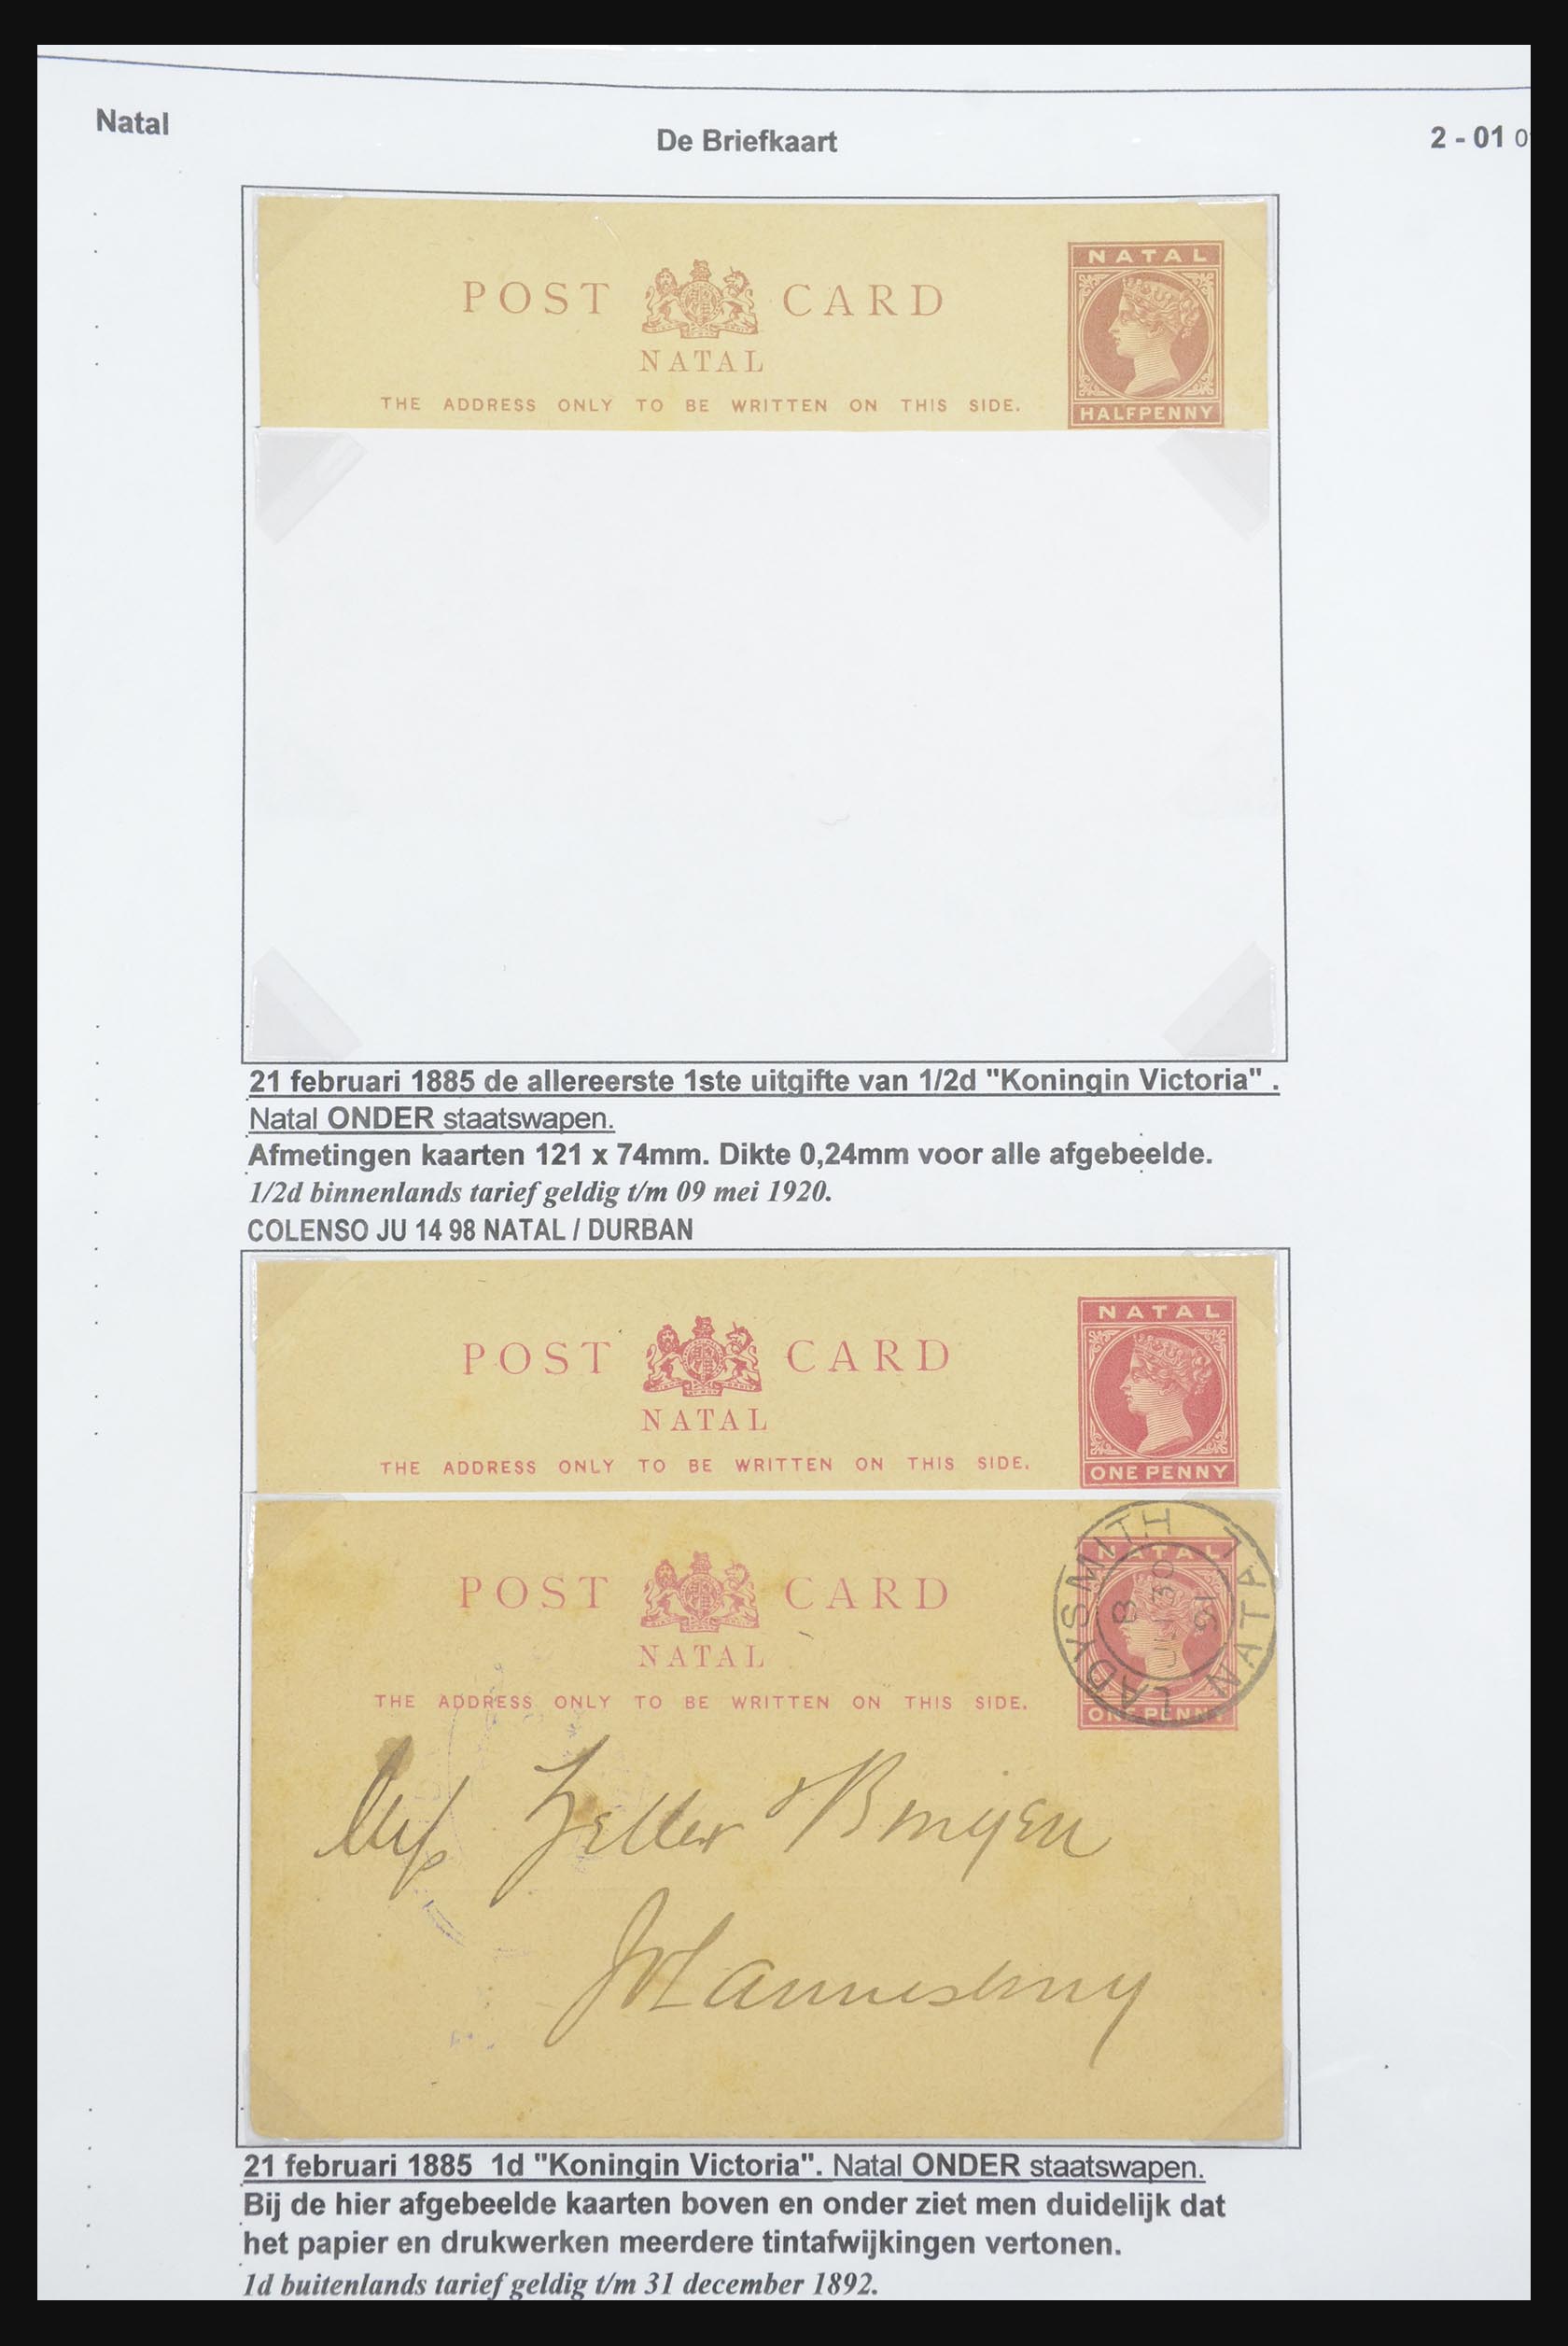 Natal
De Briefkaart
2 - 01
NATAL
POST CARD
NATAL
THE ADDRESS ONLY TO BE WRITTEN ON THIS SIDE.
HALFPENNY
21 februari 1885 de allereerste 1ste uitgifte van 1/2d "Koningin Victoria" .
Natal ONDER staatswapen.
Afmetingen kaarten 121 x 74mm. Dikte 0,24mm voor alle afgebeelde.
1/2d binnenlands tarief geldig t/m 09 mei 1920.
COLENSO JU 14 98 NATAL / DURBAN
NATAL
POST CARD
NATAL
THE ADDRESS ONLY TO BE WRITTEN ON THIS SIDE.
ONE PENNY
LADYSMITH NATAL
B
JU 30
91
NATAL
POST CARD
NATAL
THE ADDRESS ONLY TO BE WRITTEN ON THIS SIDE.
ONE PENNY
Zeller &
21 februari 1885 1d "Koningin Victoria". Natal ONDER staatswapen.
Bij de hier afgebeelde kaarten boven en onder ziet men duidelijk dat
het papier en drukwerken meerdere tintafwijkingen vertonen.
1d buitenlands tarief geldig t/m 31 december 1892.